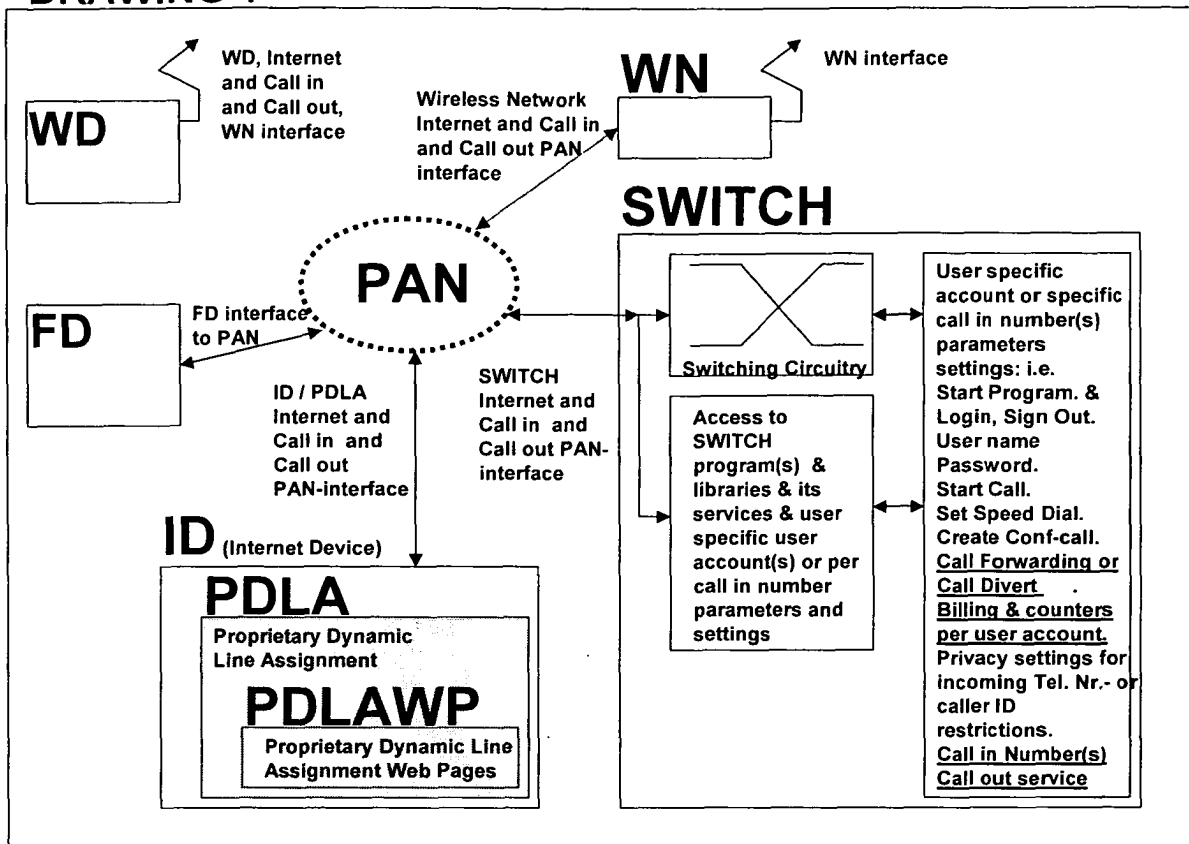 DRAWING 1
WD
WD, Internet
and Call in
and Call out,
WN interface
WN
WN interface
Wireless Network
Internet and Call in
and Call out PAN
interface
PAN
FD
FD interface
to PAN
ID / PDLA
Internet and
Call in and
Call out
PAN-interface
SWITCH
Internet and
Call in and
Call out PAN-
interface
SWITCH
Switching Circuitry
Access to
SWITCH
program(s) &
libraries & its
services & user
specific user
account(s) or per
call in number
parameters and
settings
User specific
account or specific
call in number(s)
parameters
settings: i.e.
Start Program. &
Login, Sign Out.
User name
Password.
Start Call.
Set Speed Dial.
Create Conf-call.
Call Forwarding or
Call Divert .
Billing & counters
per user account.
Privacy settings for
incoming Tel. Nr.- or
caller ID
restrictions.
Call in Number(s)
Call out service
ID (Internet Device)
PDLA
Proprietary Dynamic
Line Assignment
PDLAWP
Proprietary Dynamic Line
Assignment Web Pages